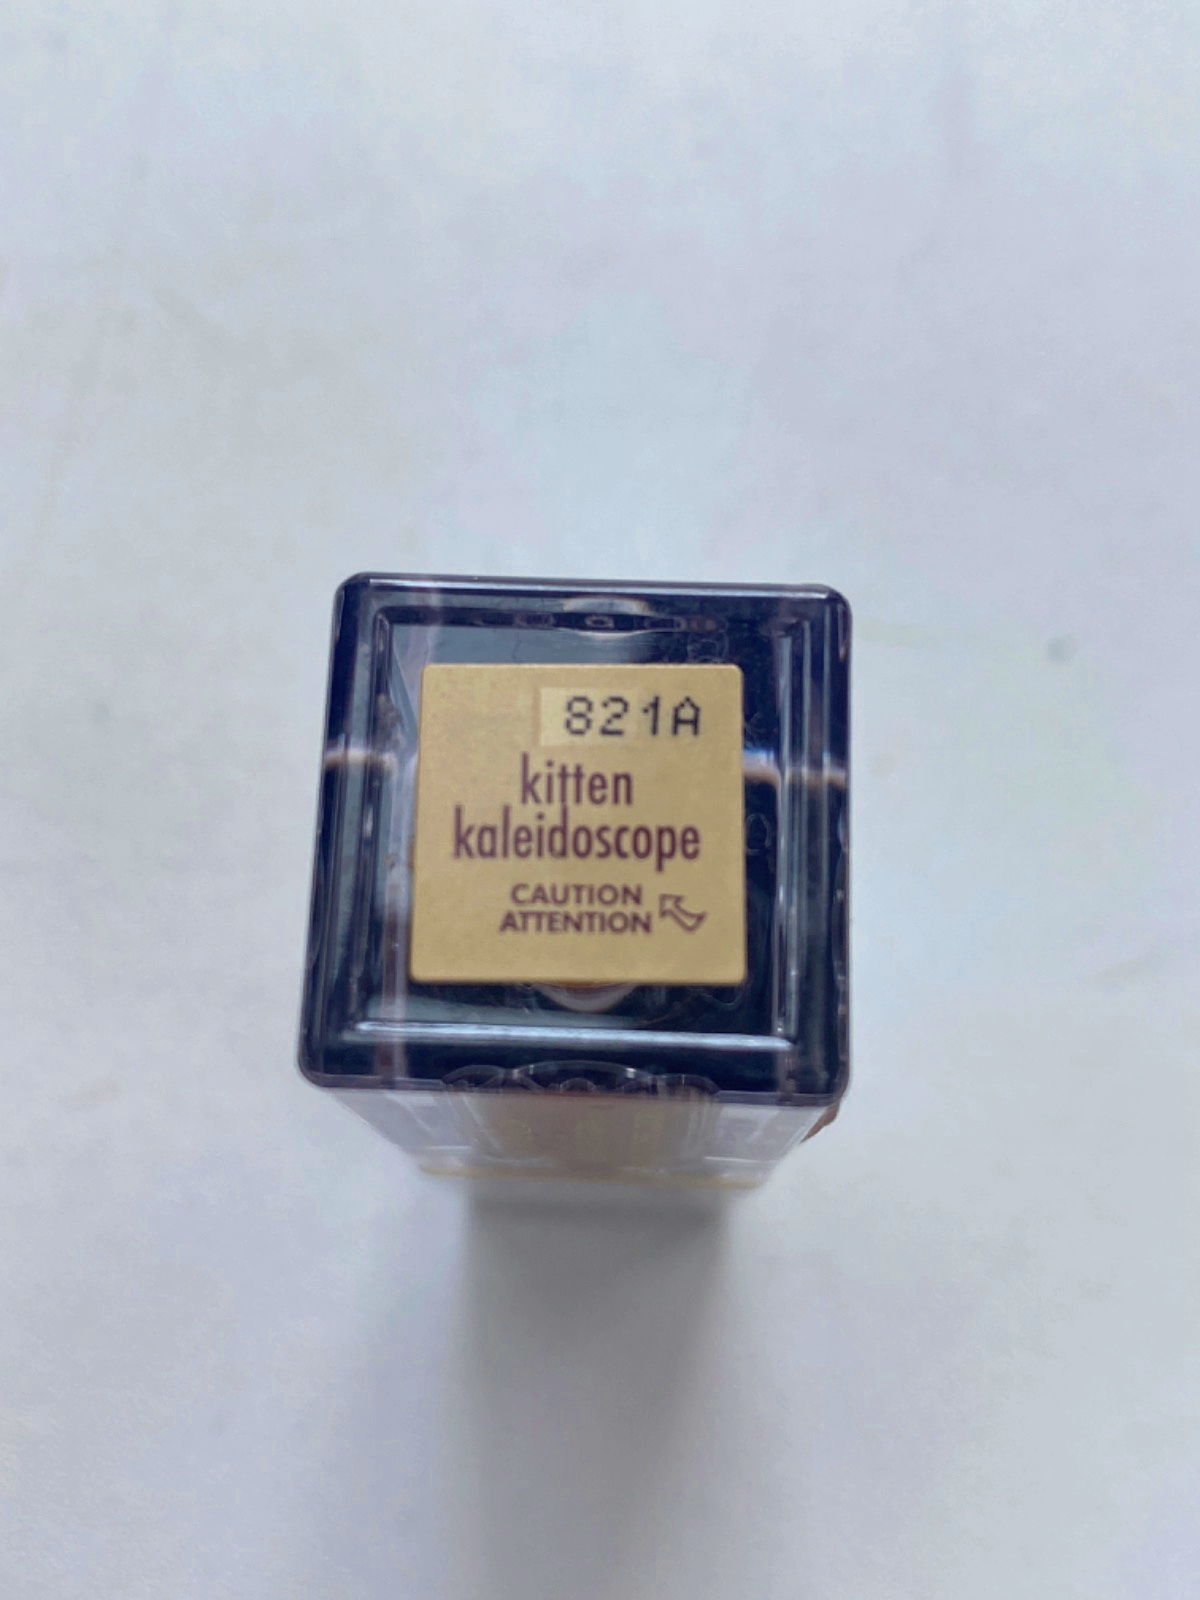 821A
kitten
kaleidoscope
CAUTION
ATTENTION